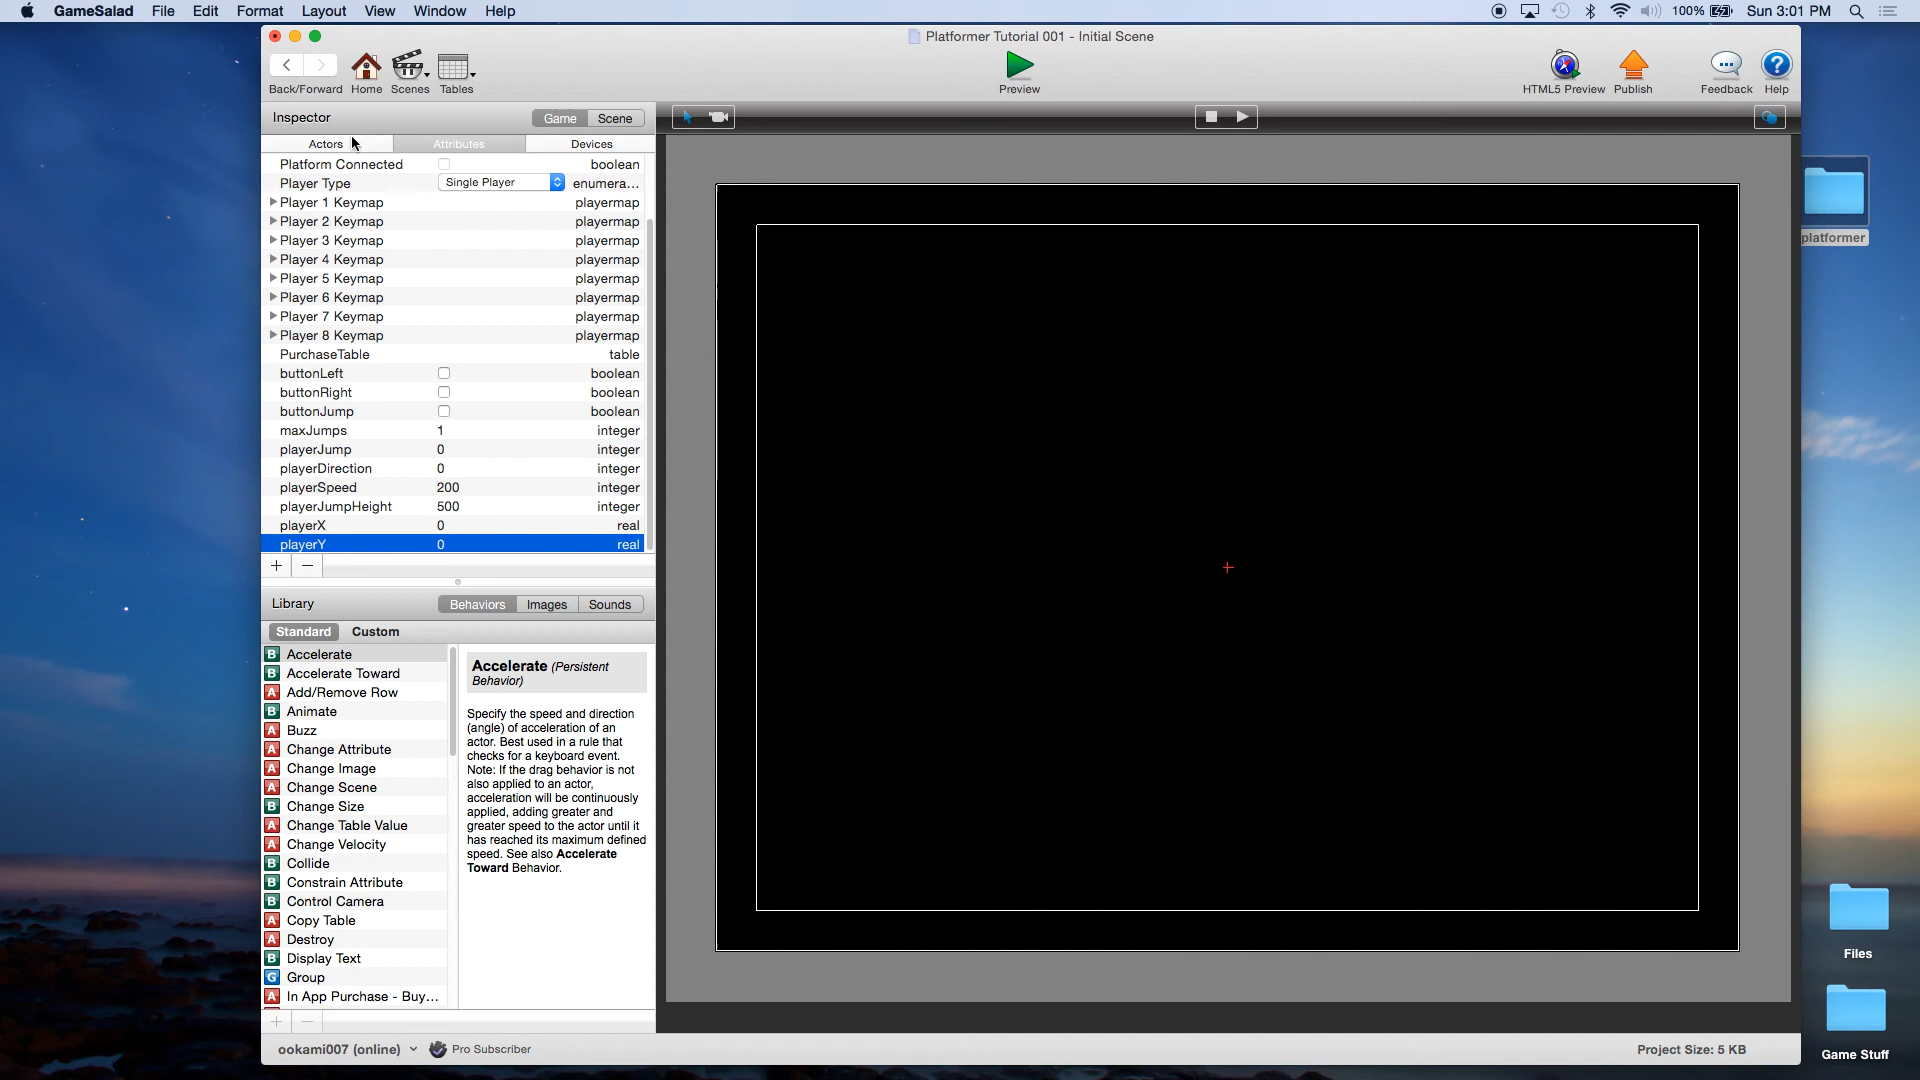 GameSalad File Edit Format Layout View Window Help
100% Sun 3:01 PM
Platformer Tutorial 001 - Initial Scene
Back/Forward Home Scenes Tables
Preview
HTML5 Preview Publish Feedback Help
Inspector Game Scene
Actors Attributes Devices
Platform Connected boolean
Player Type Single Player enumera...
Player 1 Keymap playermap
Player 2 Keymap playermap
Player 3 Keymap playermap
Player 4 Keymap playermap
Player 5 Keymap playermap
Player 6 Keymap playermap
Player 7 Keymap playermap
Player 8 Keymap playermap
PurchaseTable table
buttonLeft boolean
buttonRight boolean
buttonJump boolean
maxJumps 1 integer
playerJump 0 integer
playerDirection 0 integer
playerSpeed 200 integer
playerJumpHeight 500 integer
playerX 0 real
playerY 0 real
Library Behaviors Images Sounds
Standard Custom
B Accelerate
B Accelerate Toward
A Add/Remove Row
B Animate
A Buzz
A Change Attribute
A Change Image
A Change Scene
B Change Size
A Change Table Value
A Change Velocity
B Collide
B Constrain Attribute
B Control Camera
A Copy Table
A Destroy
B Display Text
G Group
A In App Purchase - Buy...
Accelerate (Persistent
Behavior)
Specify the speed and direction
(angle) of acceleration of an
actor. Best used in a rule that
checks for a keyboard event.
Note: If the drag behavior is not
also applied to an actor,
acceleration will be continuously
applied, adding greater and
greater speed to the actor until it
has reached its maximum defined
speed. See also Accelerate
Toward Behavior.
ookami007 (online) Pro Subscriber
Project Size: 5 KB
platformer
Files
Game Stuff